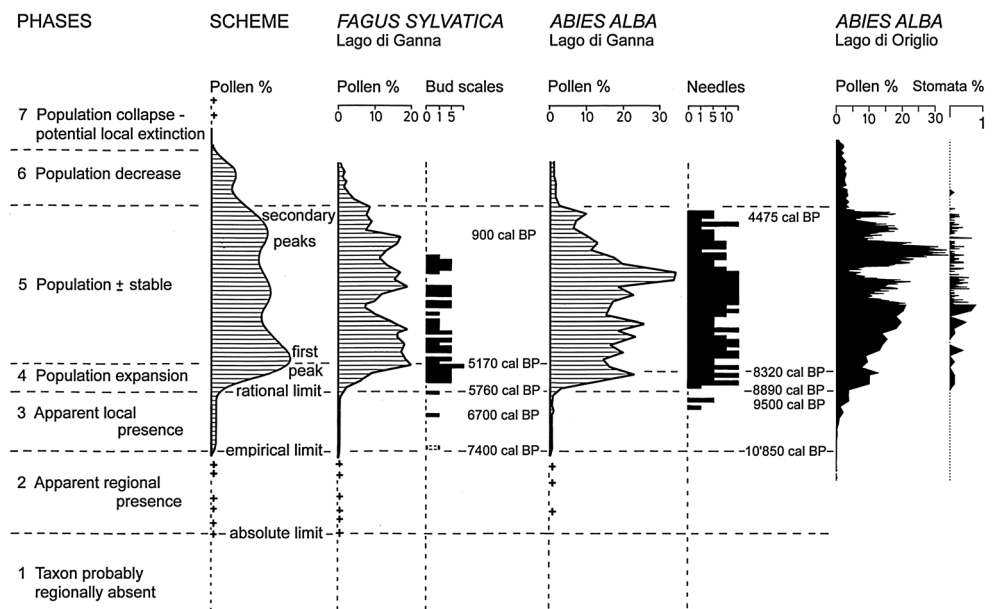 PHASES
SCHEME
FAGUS SYLVATICA
Lago di Ganna
ABIES ALBA
Lago di Ganna
ABIES ALBA
Lago di Origlio
Pollen %
Pollen %
Bud scales
Pollen %
Needles
Pollen %
Stomata %
0 10 20
0 1 5
0 10 20 30
0 1 5 10
0 10 20 30
1
7 Population collapse -
potential local extinction
6 Population decrease
secondary
peaks
4475 cal BP
900 cal BP
5 Population ± stable
first
peak
5170 cal BP
8320 cal BP
4 Population expansion
rational limit
5760 cal BP
8890 cal BP
9500 cal BP
3 Apparent local
presence
6700 cal BP
empirical limit
7400 cal BP
10'850 cal BP
2 Apparent regional
presence
absolute limit
1 Taxon probably
regionally absent